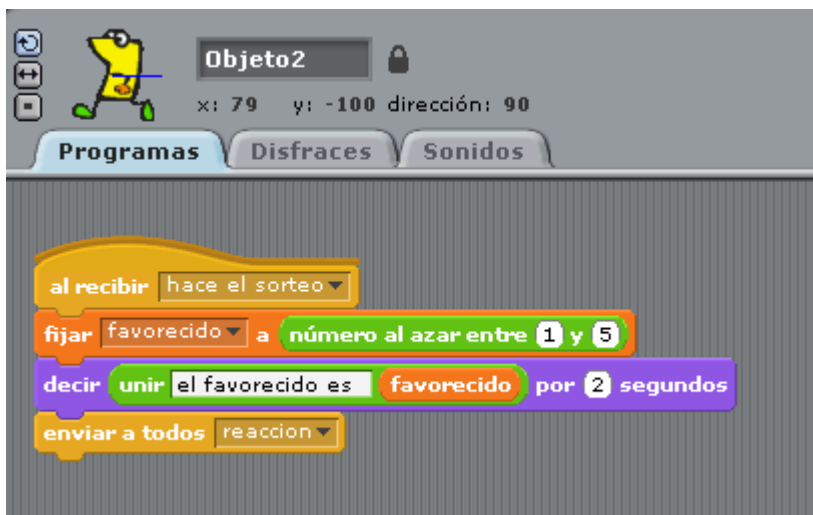 Objeto2
x: 79 y: -100 dirección: 90
Programas Disfraces Sonidos
al recibir hace el sorteo
fijar favorecido a número al azar entre 1 y 5
decir unir el favorecido es favorecido por 2 segundos
enviar a todos reaccion